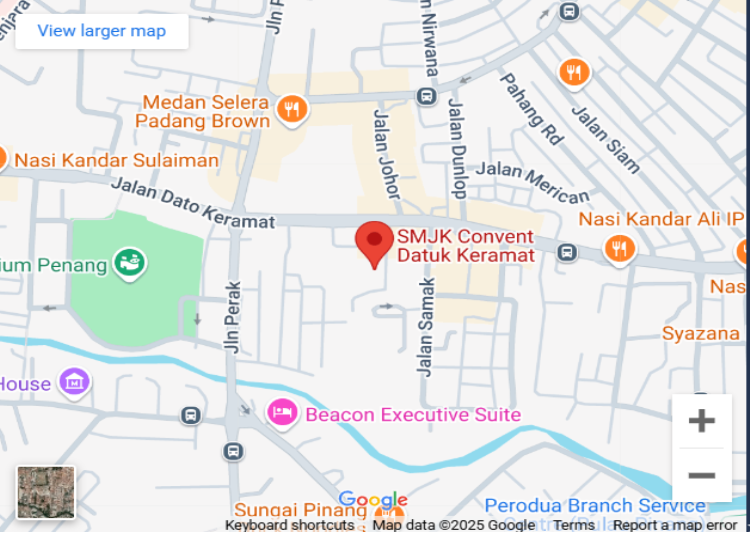 njara
View larger map
Jln P
n Nirwana
Medan Selera
Padang Brown
Pahang Rd
Jalan Siam
Jalan Johor
Jalan Dunlop
Nasi Kandar Sulaiman
Jalan Merican
Jalan Dato Keramat
Nasi Kandar Ali IP
SMJK Convent
Datuk Keramat
ium Penang
Nas
Jln Perak
Jalan Samak
Syazana
House
Beacon Executive Suite
+
−
Sungai Pinang
Google
Perodua Branch Service
Keyboard shortcuts
Map data ©2025 Google
Terms
Report a map error